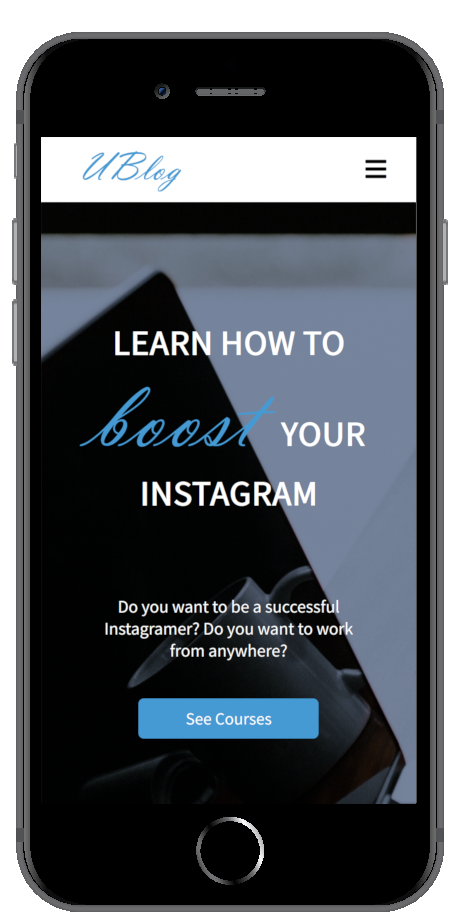 UBlog
LEARN HOW TO
boost YOUR
INSTAGRAM
Do you want to be a successful
Instagramer? Do you want to work
from anywhere?
See Courses